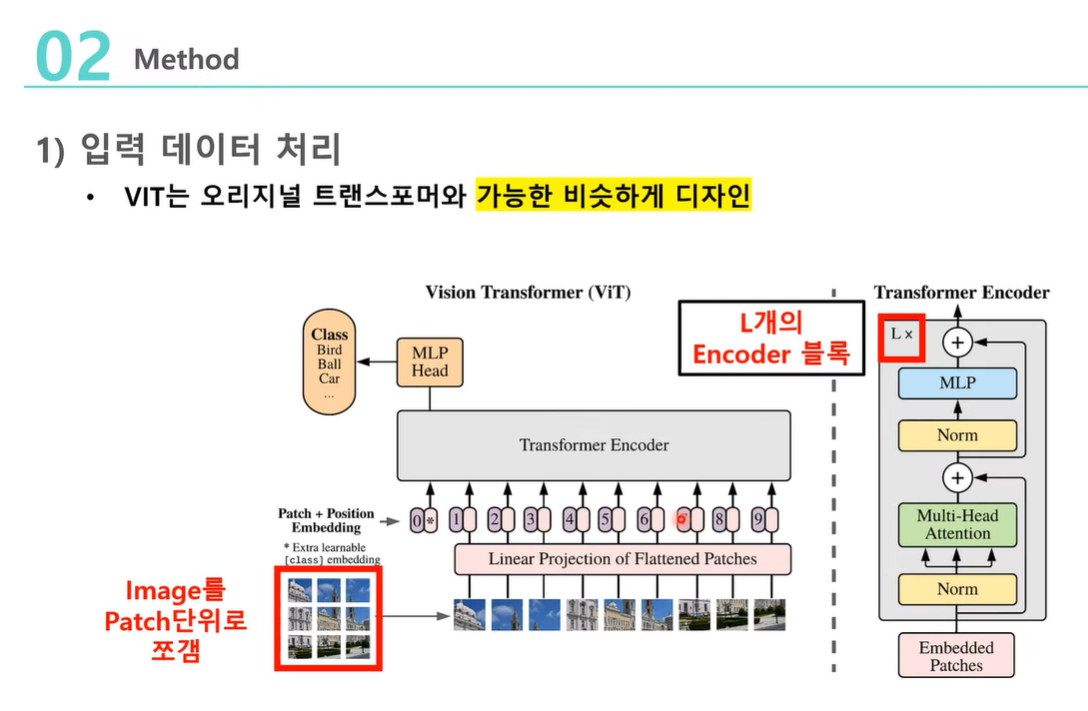 02 Method
1) 입력 데이터 처리
• VIT는 오리지널 트랜스포머와 가능한 비슷하게 디자인
Vision Transformer (ViT)
Class
Bird
Ball
Car
...
MLP
Head
Transformer Encoder
Patch + Position
Embedding
* Extra learnable
[class] embedding
0 * 1 2 3 4 5 6 8 9
Linear Projection of Flattened Patches
Image를
Patch단위로
쪼갬
L개의
Encoder 블록
Transformer Encoder
L ×
+
MLP
Norm
+
Multi-Head
Attention
Norm
Embedded
Patches